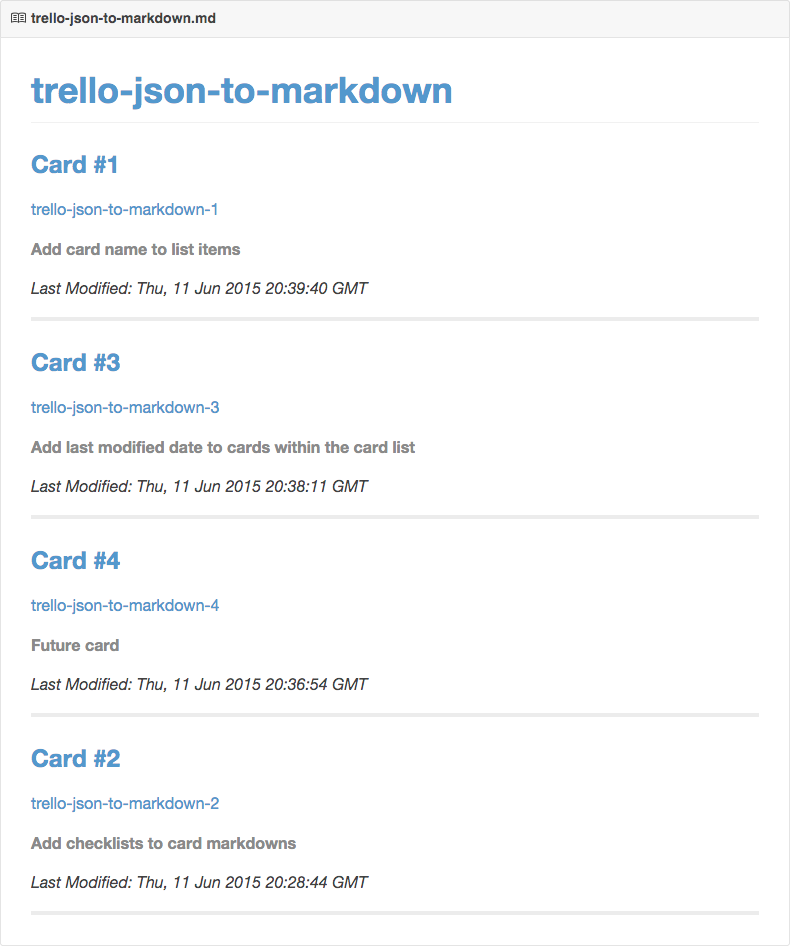 trello-json-to-markdown.md
trello-json-to-markdown
Card #1
trello-json-to-markdown-1
Add card name to list items
Last Modified: Thu, 11 Jun 2015 20:39:40 GMT
Card #3
trello-json-to-markdown-3
Add last modified date to cards within the card list
Last Modified: Thu, 11 Jun 2015 20:38:11 GMT
Card #4
trello-json-to-markdown-4
Future card
Last Modified: Thu, 11 Jun 2015 20:36:54 GMT
Card #2
trello-json-to-markdown-2
Add checklists to card markdowns
Last Modified: Thu, 11 Jun 2015 20:28:44 GMT